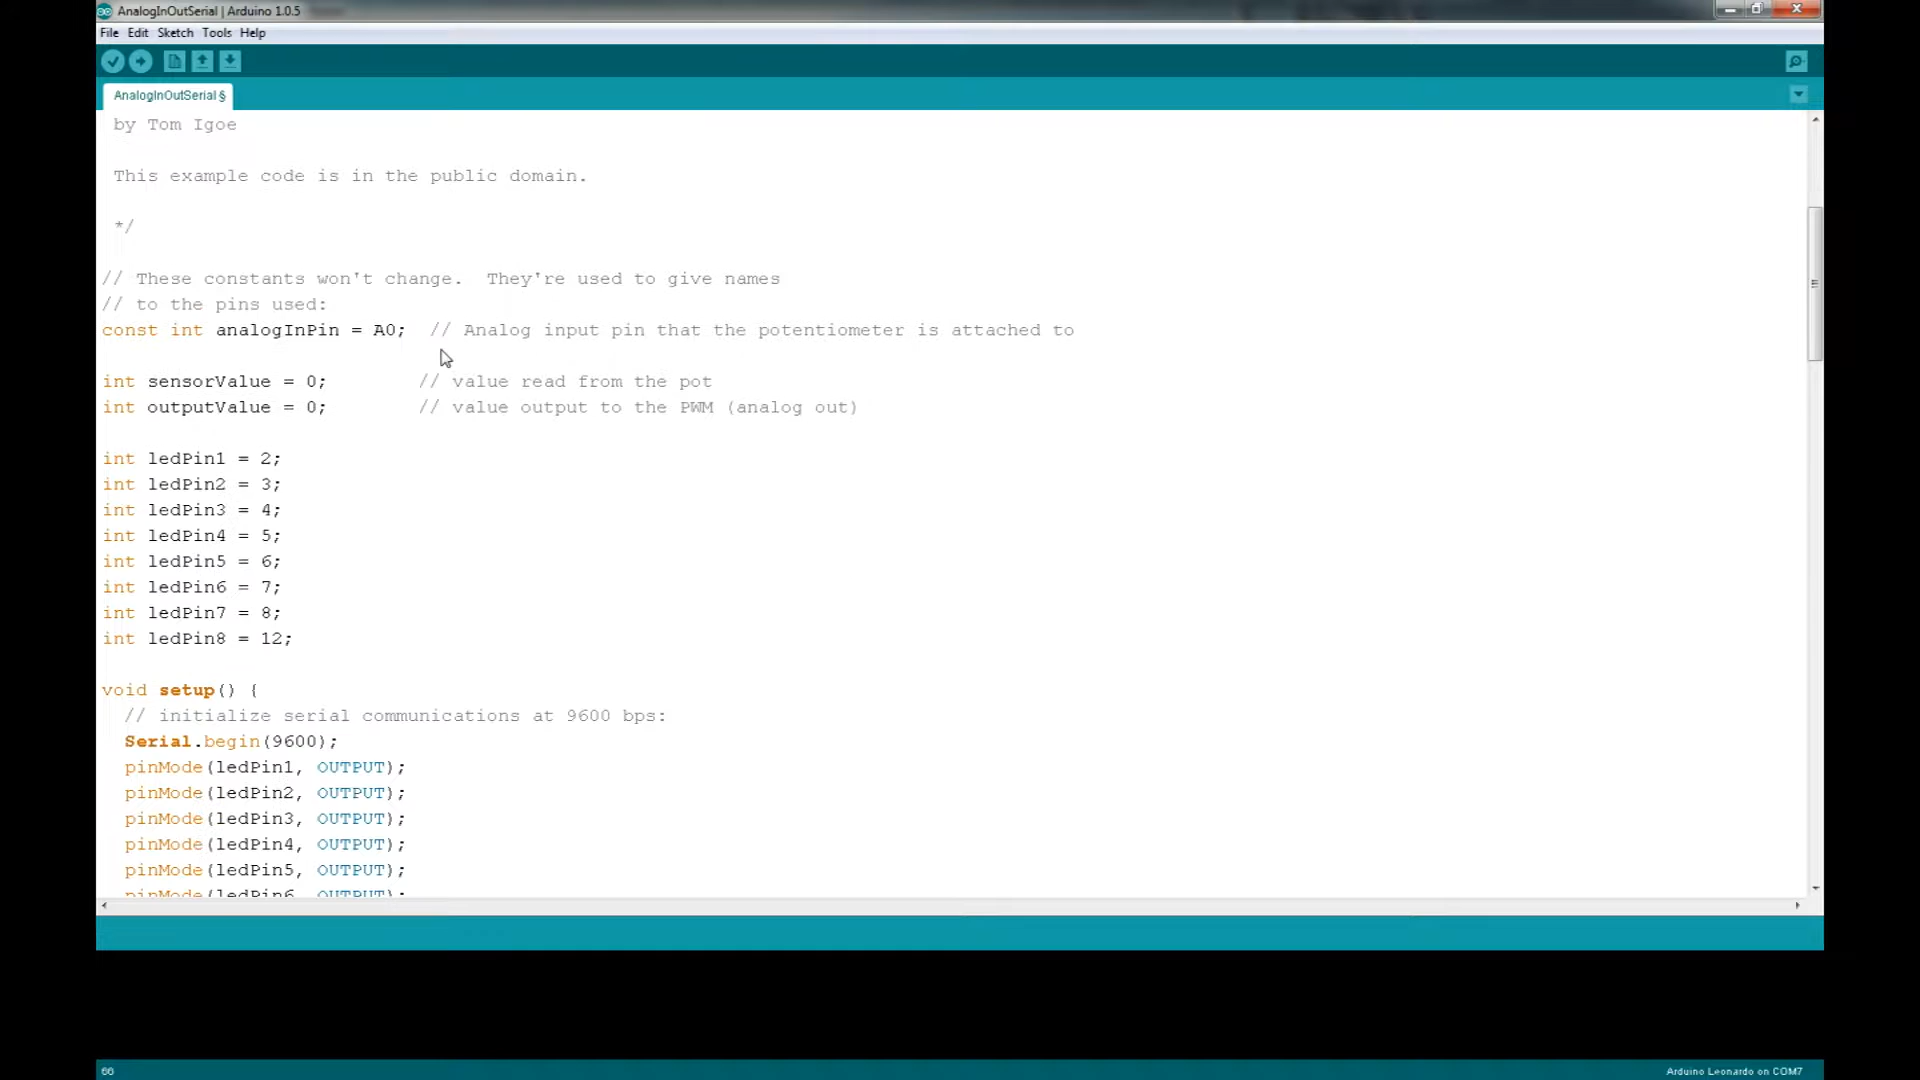 AnalogInOutSerial | Arduino 1.0.5
File Edit Sketch Tools Help
AnalogInOutSerial §
by Tom Igoe
This example code is in the public domain.
*/
// These constants won't change.  They're used to give names
// to the pins used:
const int analogInPin = A0;  // Analog input pin that the potentiometer is attached to
int sensorValue = 0;        // value read from the pot
int outputValue = 0;        // value output to the PWM (analog out)
int ledPin1 = 2;
int ledPin2 = 3;
int ledPin3 = 4;
int ledPin4 = 5;
int ledPin5 = 6;
int ledPin6 = 7;
int ledPin7 = 8;
int ledPin8 = 12;
void setup() {
// initialize serial communications at 9600 bps:
Serial.begin(9600);
pinMode(ledPin1, OUTPUT);
pinMode(ledPin2, OUTPUT);
pinMode(ledPin3, OUTPUT);
pinMode(ledPin4, OUTPUT);
pinMode(ledPin5, OUTPUT);
pinMode(ledPin6, OUTPUT);
66
Arduino Leonardo on COM7